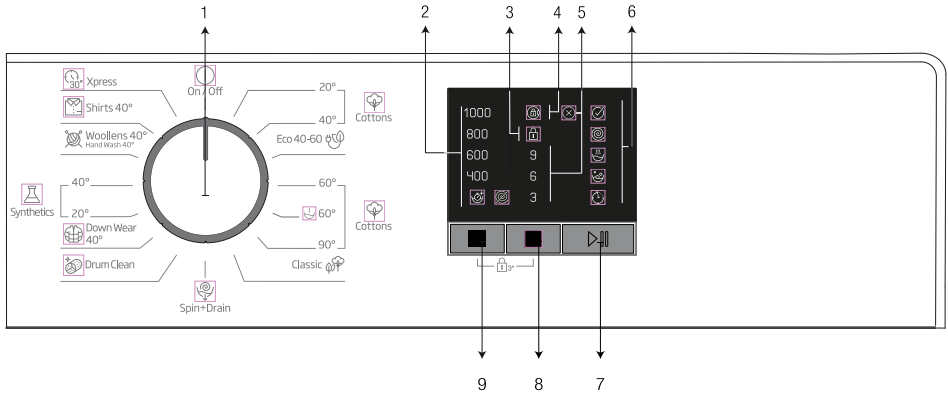 1 2 3 4 5 6
30' Xpress
On / Off
20°
Shirts 40°
40°
Cottons
Woollens 40°
Hand Wash 40°
Eco 40-60
40°
60°
Synthetics
20°
60°
Cottons
Down Wear
40°
90°
Drum Clean
Classic
Spin+Drain
1000
800
600 9
400 6
3
3"
9 8 7